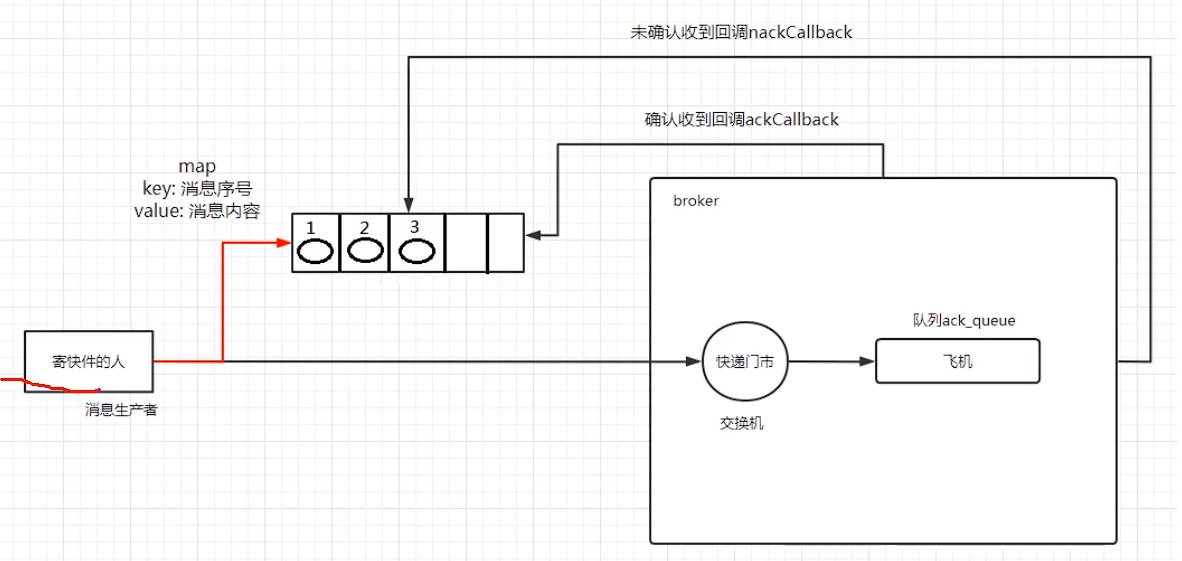 未确认收到回调nackCallback
确认收到回调ackCallback
map
key: 消息序号
value: 消息内容
1 2 3
broker
队列ack_queue
寄快件的人
快递门市
飞机
消息生产者
交换机